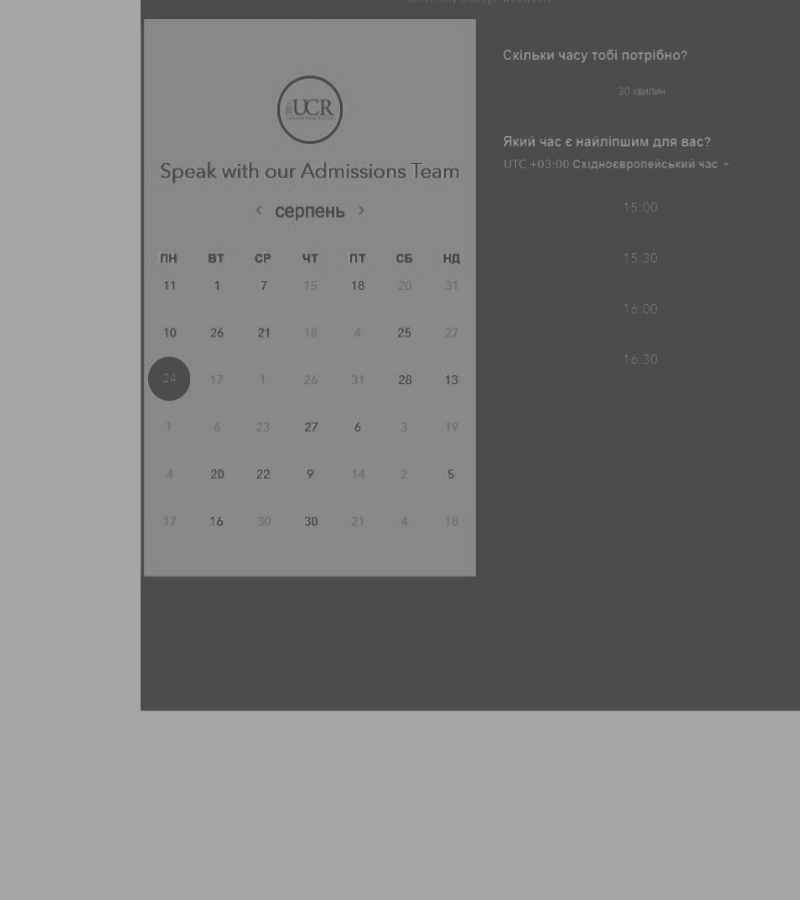 UCR
Speak with our Admissions Team
‹ серпень ›
ПН ВТ СР ЧТ ПТ СБ НД
11 1 7 15 18 20 31
10 26 21 18 4 25 27
24 17 1 26 31 28 13
1 6 23 27 6 3 19
4 20 22 9 14 2 5
17 16 30 30 21 4 18
Скільки часу тобі потрібно?
30 хвилин
Який час є найліпшим для вас?
UTC +03:00 Східноєвропейський час
15:00
15:30
16:00
16:30